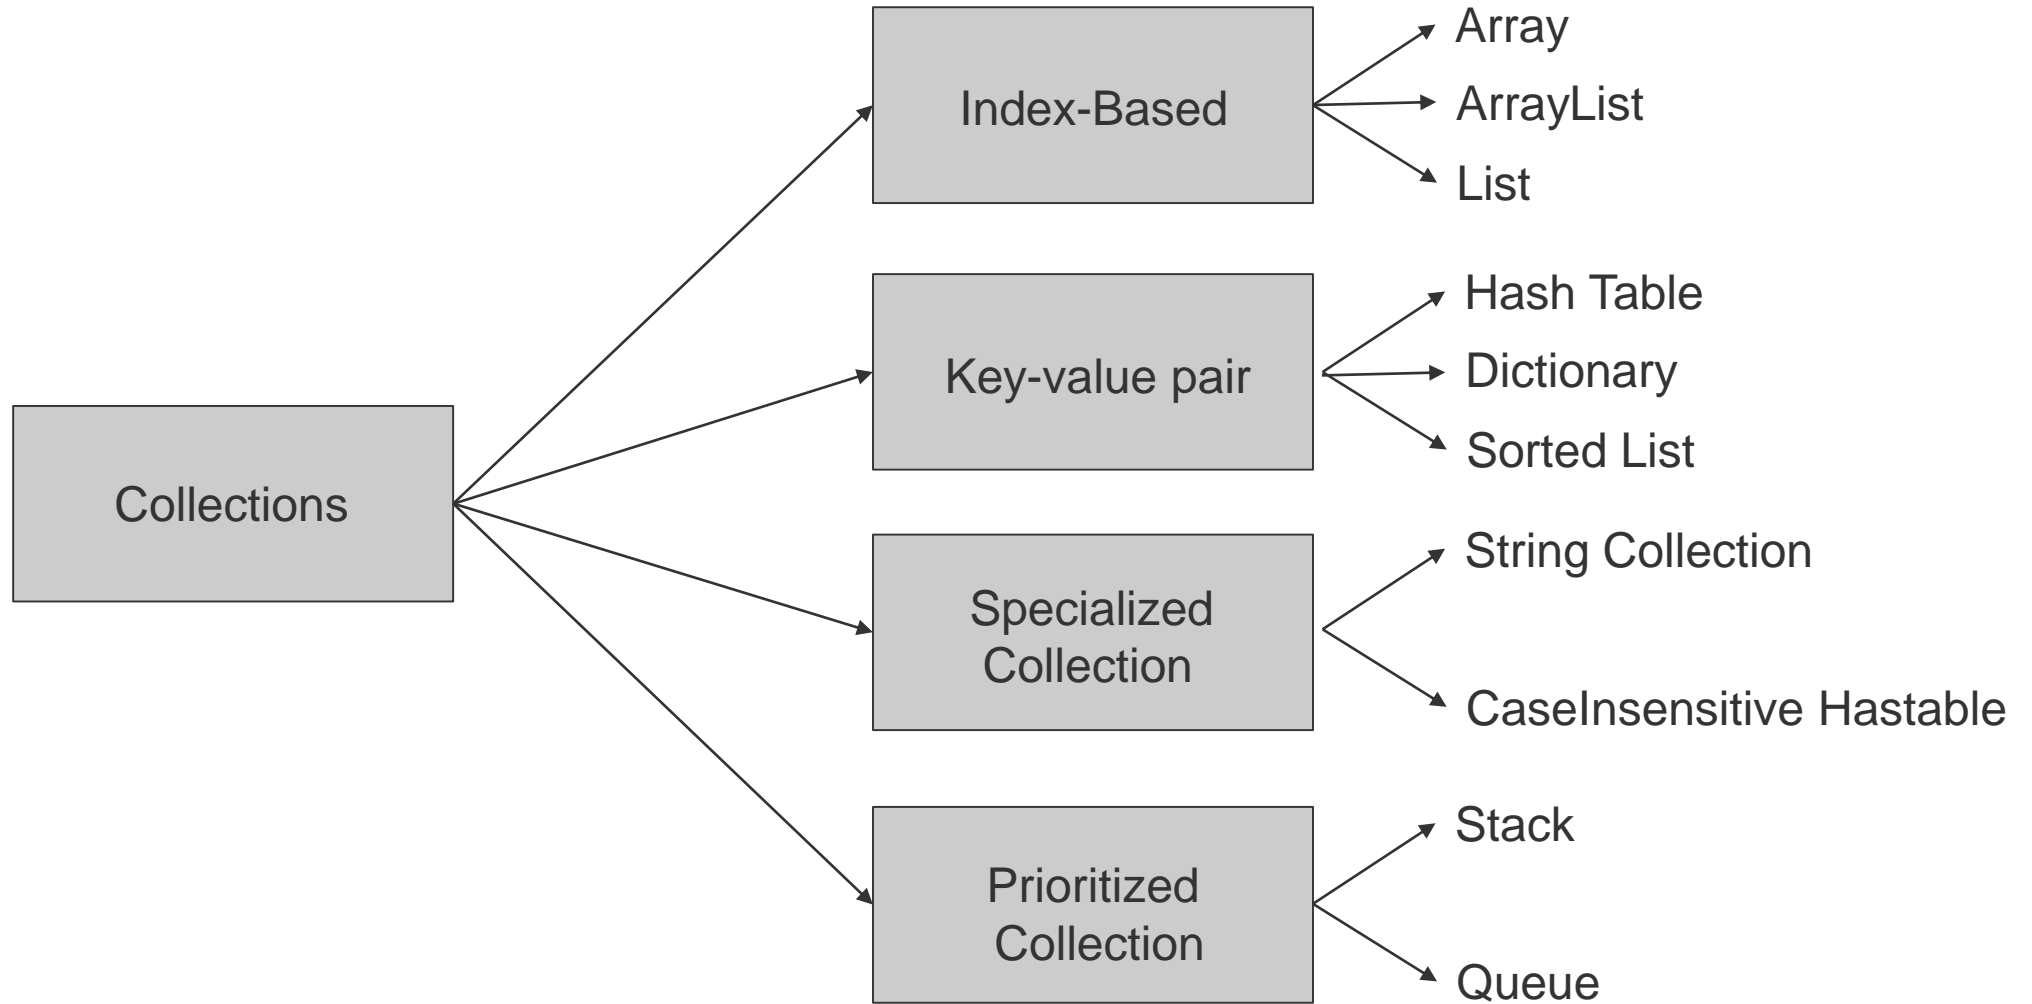 Collections
Index-Based
Array
ArrayList
List
Key-value pair
Hash Table
Dictionary
Sorted List
Specialized
Collection
String Collection
CaseInsensitive Hastable
Prioritized
Collection
Stack
Queue